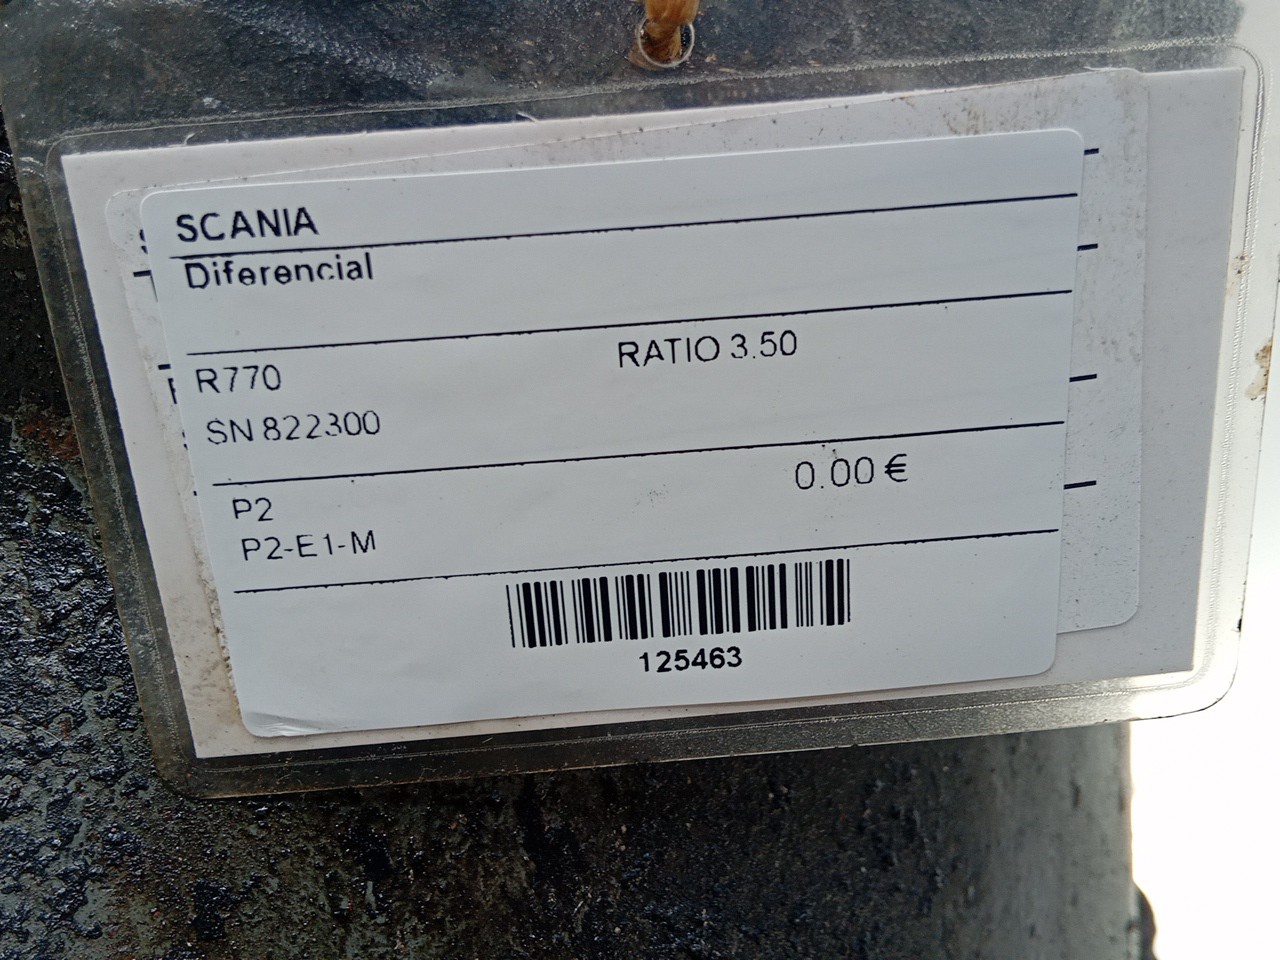 SCANIA
Diferencial
R770 RATIO 3.50
SN 822300
P2 0.00 €
P2-E1-M
125463